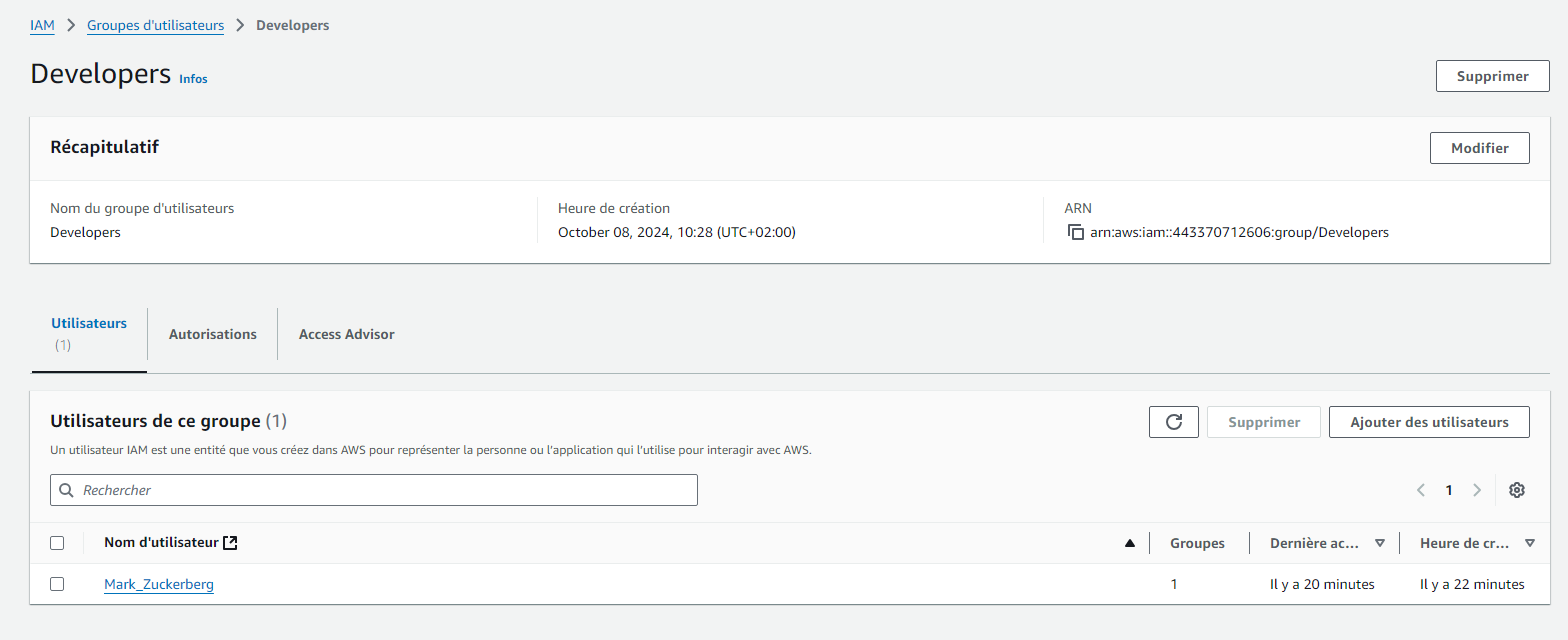 IAM > Groupes d'utilisateurs > Developers
Developers Infos
Supprimer
Récapitulatif
Modifier
Nom du groupe d'utilisateurs
Developers
Heure de création
October 08, 2024, 10:28 (UTC+02:00)
ARN
arn:aws:iam::443370712606:group/Developers
Utilisateurs
(1)
Autorisations
Access Advisor
Utilisateurs de ce groupe (1)
Supprimer
Ajouter des utilisateurs
Un utilisateur IAM est une entité que vous créez dans AWS pour représenter la personne ou l'application qui l'utilise pour interagir avec AWS.
Rechercher
1
Nom d'utilisateur Groupes Dernière ac... Heure de cr...
Mark_Zuckerberg 1 Il y a 20 minutes Il y a 22 minutes